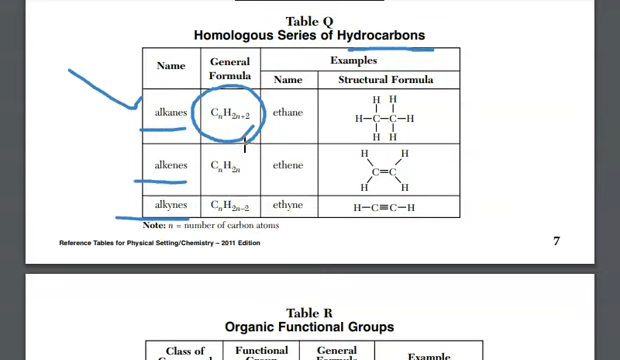 Table Q
Homologous Series of Hydrocarbons
Name General Formula Examples
Name Structural Formula
alkanes CₙH₂ₙ₊₂ ethane H H
H–C–C–H
H H
alkenes CₙH₂ₙ ethene H H
C=C
H H
alkynes CₙH₂ₙ₋₂ ethyne H–C≡C–H
Note: n = number of carbon atoms
Reference Tables for Physical Setting/Chemistry – 2011 Edition 7
Table R
Organic Functional Groups
Class of Functional General Example